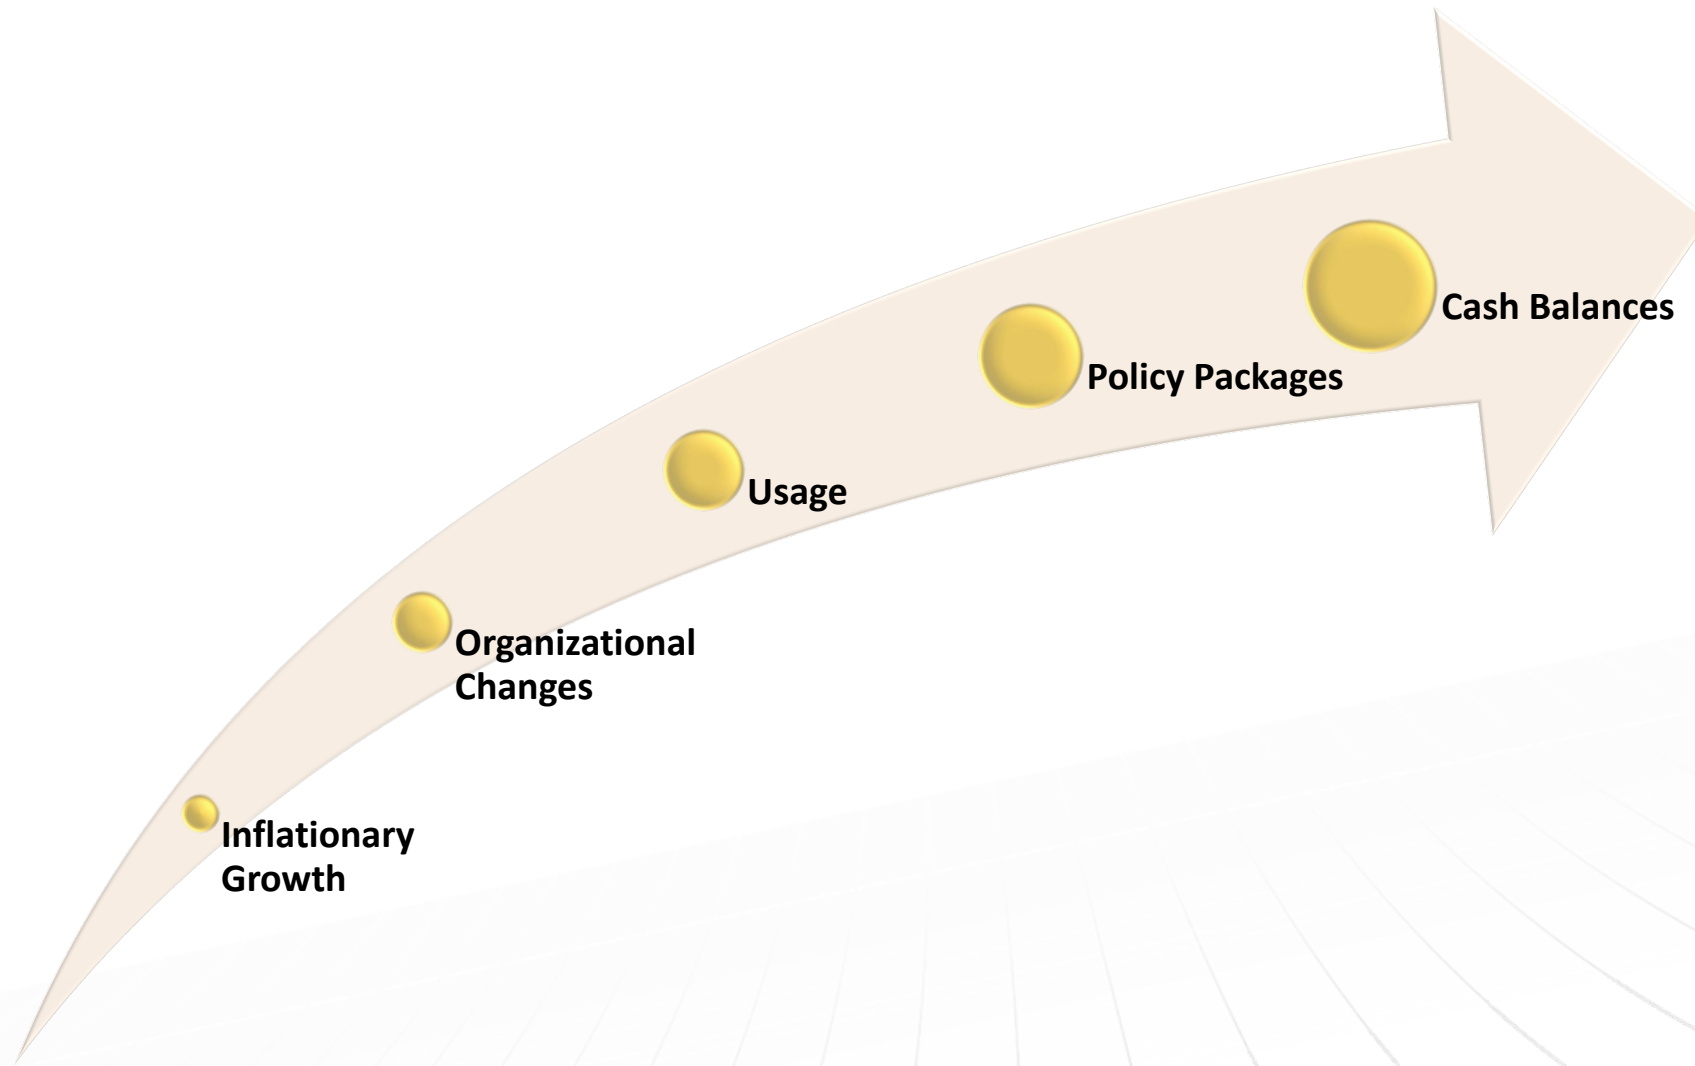 Cash Balances
Policy Packages
Usage
Organizational
Changes
Inflationary
Growth